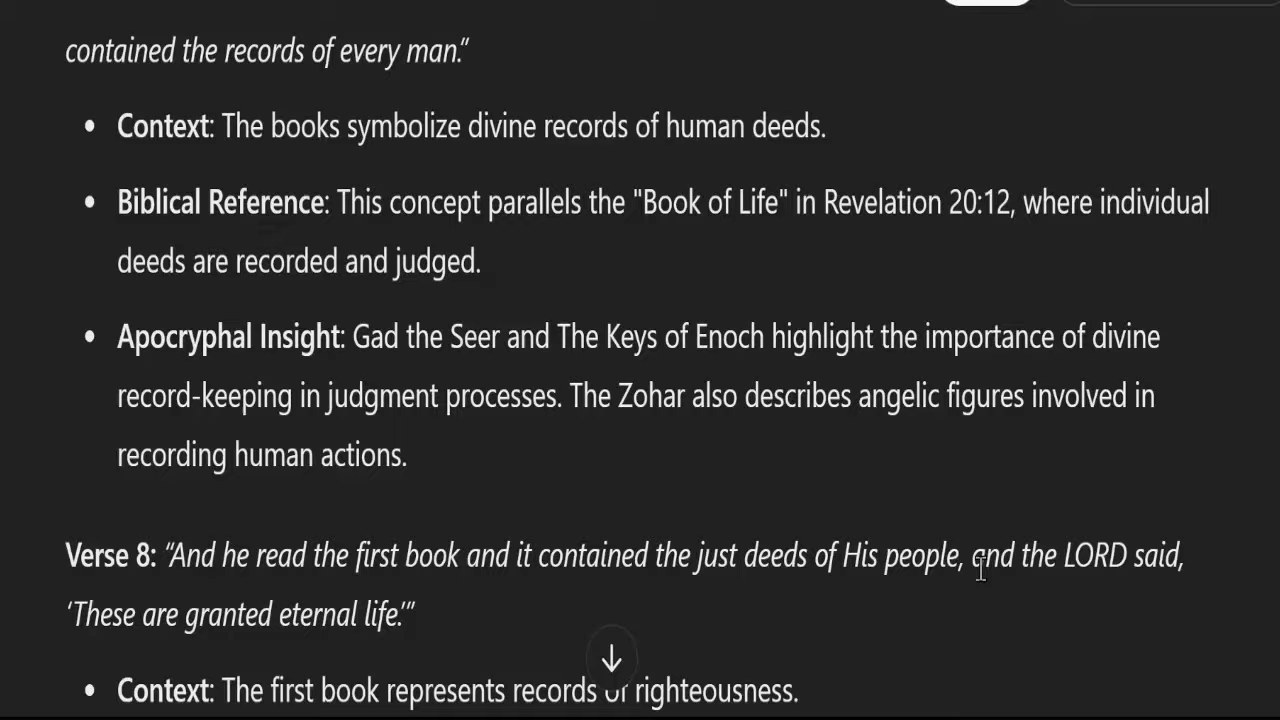 contained the records of every man.”
• Context: The books symbolize divine records of human deeds.
• Biblical Reference: This concept parallels the "Book of Life" in Revelation 20:12, where individual
deeds are recorded and judged.
• Apocryphal Insight: Gad the Seer and The Keys of Enoch highlight the importance of divine
record-keeping in judgment processes. The Zohar also describes angelic figures involved in
recording human actions.
Verse 8: “And he read the first book and it contained the just deeds of His people, and the LORD said,
‘These are granted eternal life.’”
• Context: The first book represents records of righteousness.